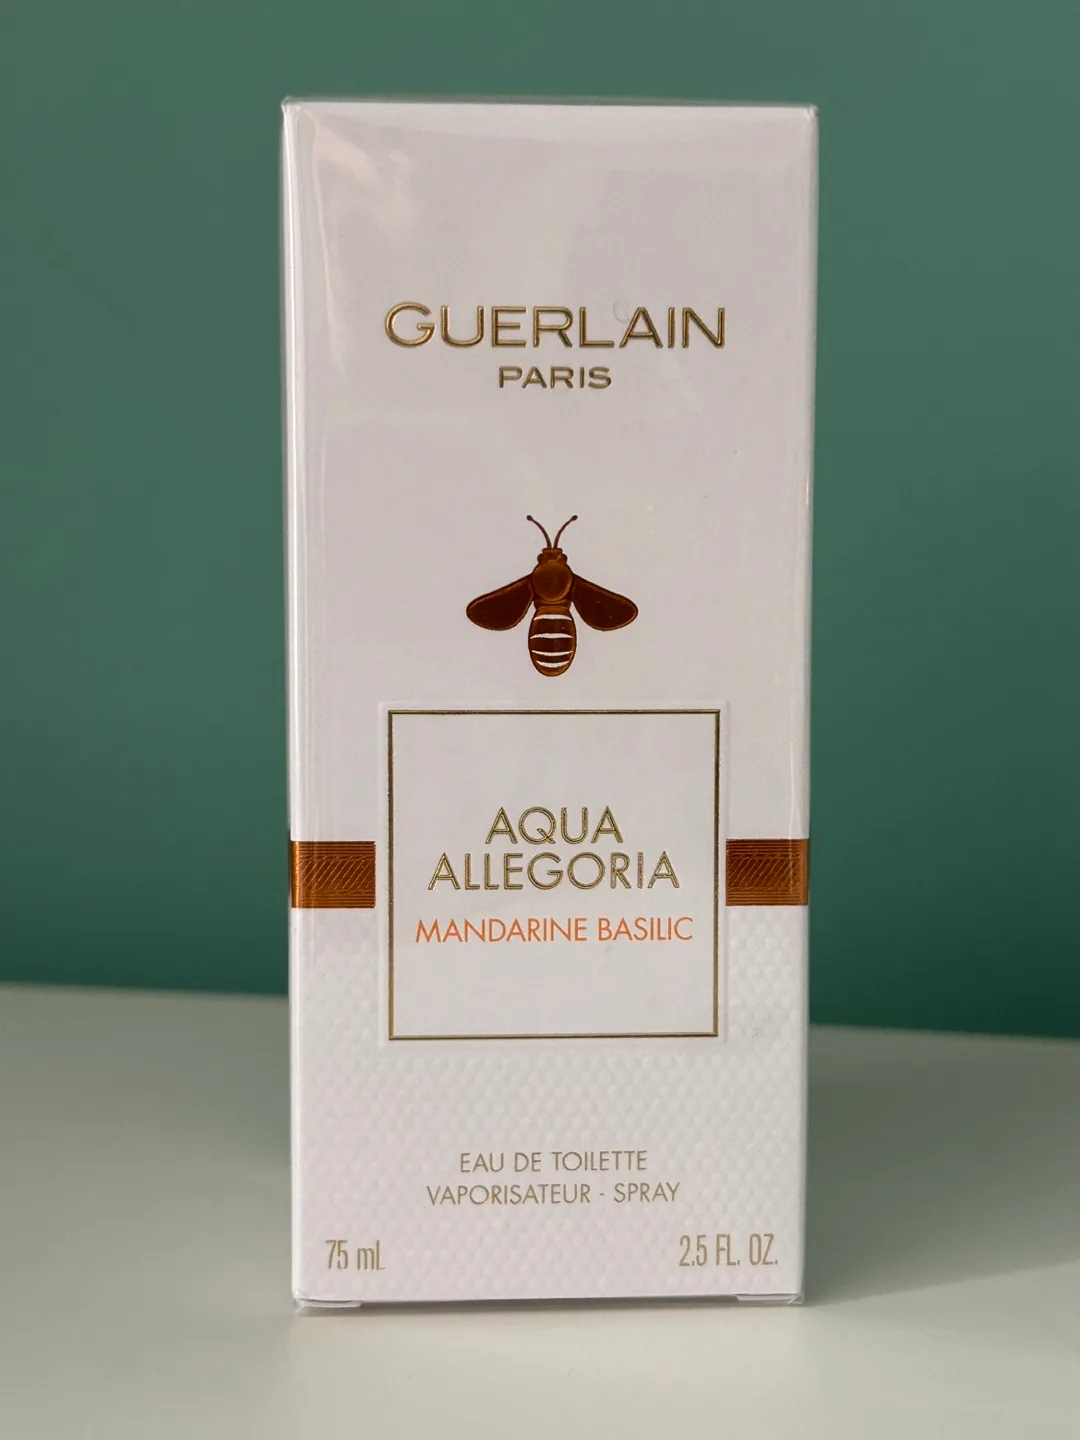 GUERLAIN
PARIS
AQUA
ALLEGORIA
MANDARINE BASILIC
EAU DE TOILETTE
VAPORISATEUR - SPRAY
75 mL
2.5 FL. OZ.